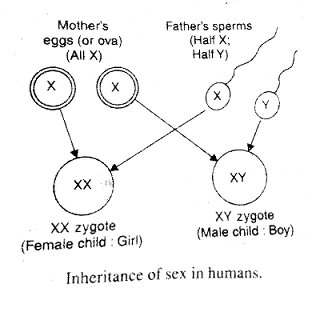 Mother's
eggs (or ova)
(All X)
Father's sperms
(Half X;
Half Y)
X
X
X
Y
XX
XY
XX zygote
(Female child : Girl)
XY zygote
(Male child : Boy)
Inheritance of sex in humans.